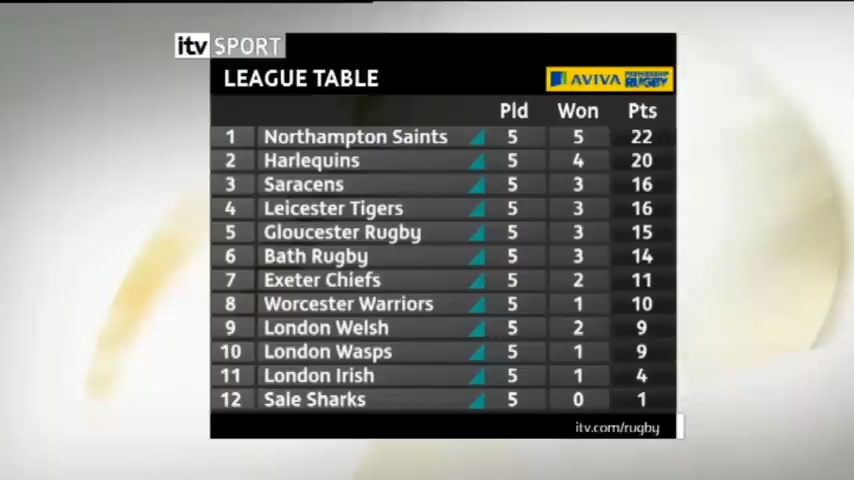 itv SPORT
LEAGUE TABLE AVIVA PREMIERSHIP RUGBY
Pld Won Pts
1 Northampton Saints 5 5 22
2 Harlequins 5 4 20
3 Saracens 5 3 16
4 Leicester Tigers 5 3 16
5 Gloucester Rugby 5 3 15
6 Bath Rugby 5 3 14
7 Exeter Chiefs 5 2 11
8 Worcester Warriors 5 1 10
9 London Welsh 5 2 9
10 London Wasps 5 1 9
11 London Irish 5 1 4
12 Sale Sharks 5 0 1
itv.com/rugby